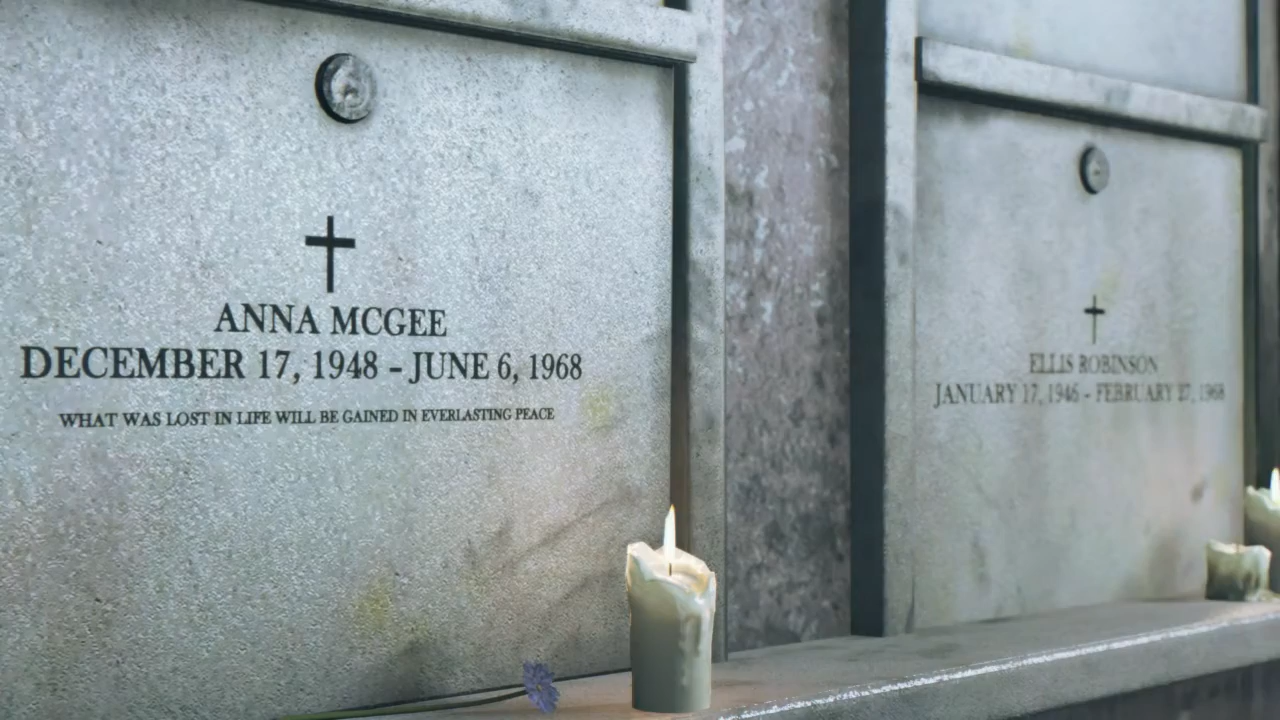 ANNA MCGEE
DECEMBER 17, 1948 - JUNE 6, 1968
WHAT WAS LOST IN LIFE WILL BE GAINED IN EVERLASTING PEACE
ELLIS ROBINSON
JANUARY 17, 1946 - FEBRUARY 27, 1968